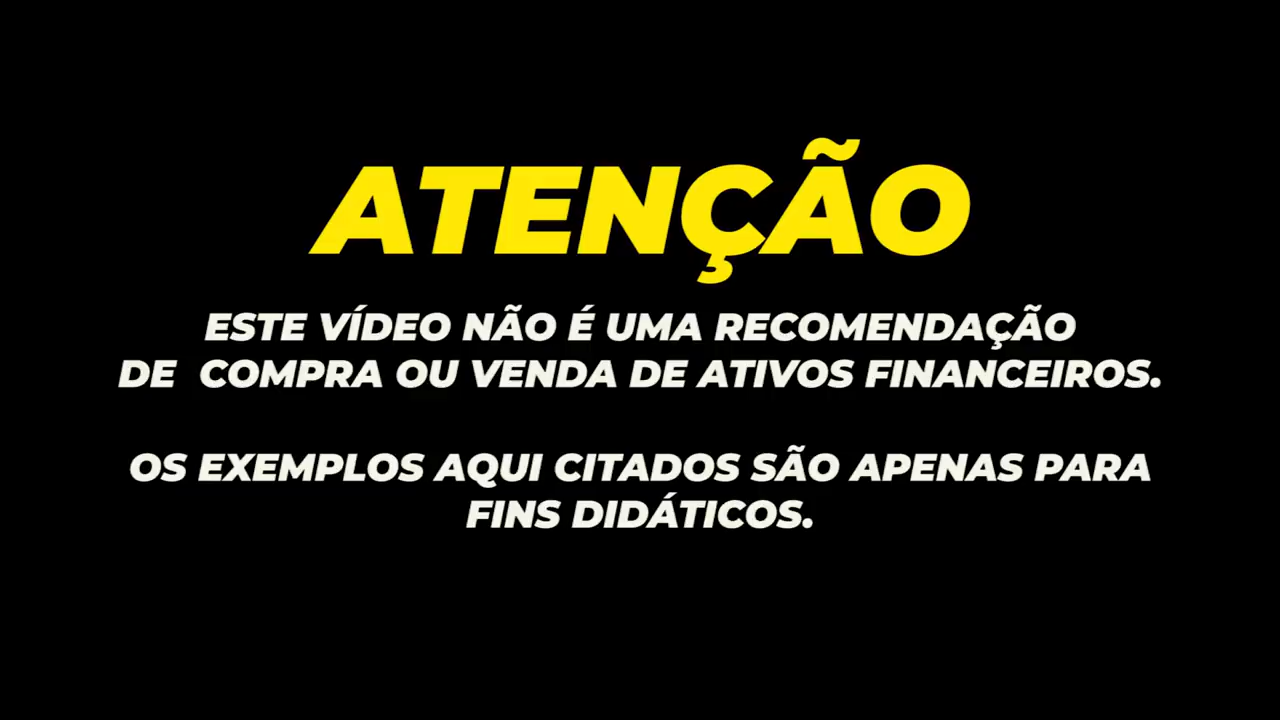 ATENÇÃO
ESTE VÍDEO NÃO É UMA RECOMENDAÇÃO
DE COMPRA OU VENDA DE ATIVOS FINANCEIROS.
OS EXEMPLOS AQUI CITADOS SÃO APENAS PARA
FINS DIDÁTICOS.